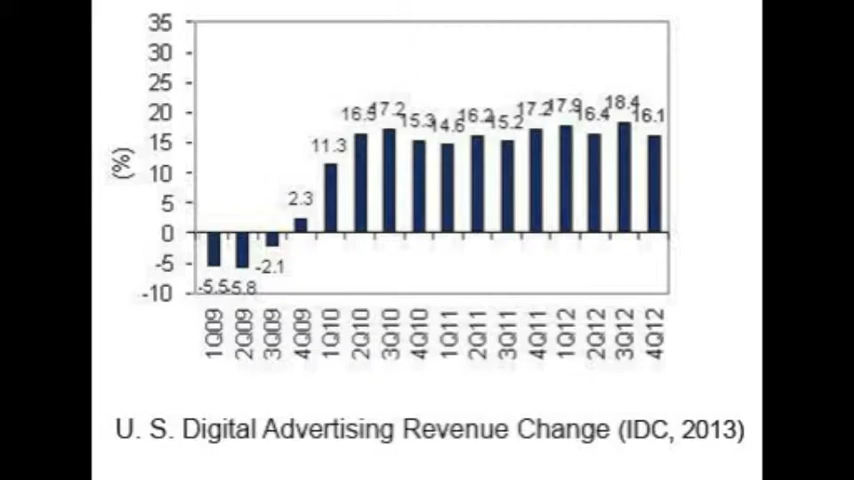 35
30
25
20
15
10
5
0
-5
-10
(%)
-5.5
-5.8
-2.1
2.3
11.3
16.5
17.2
15.3
14.6
16.2
15.2
17.2
17.9
16.4
18.4
16.1
1Q09
2Q09
3Q09
4Q09
1Q10
2Q10
3Q10
4Q10
1Q11
2Q11
3Q11
4Q11
1Q12
2Q12
3Q12
4Q12
U. S. Digital Advertising Revenue Change (IDC, 2013)